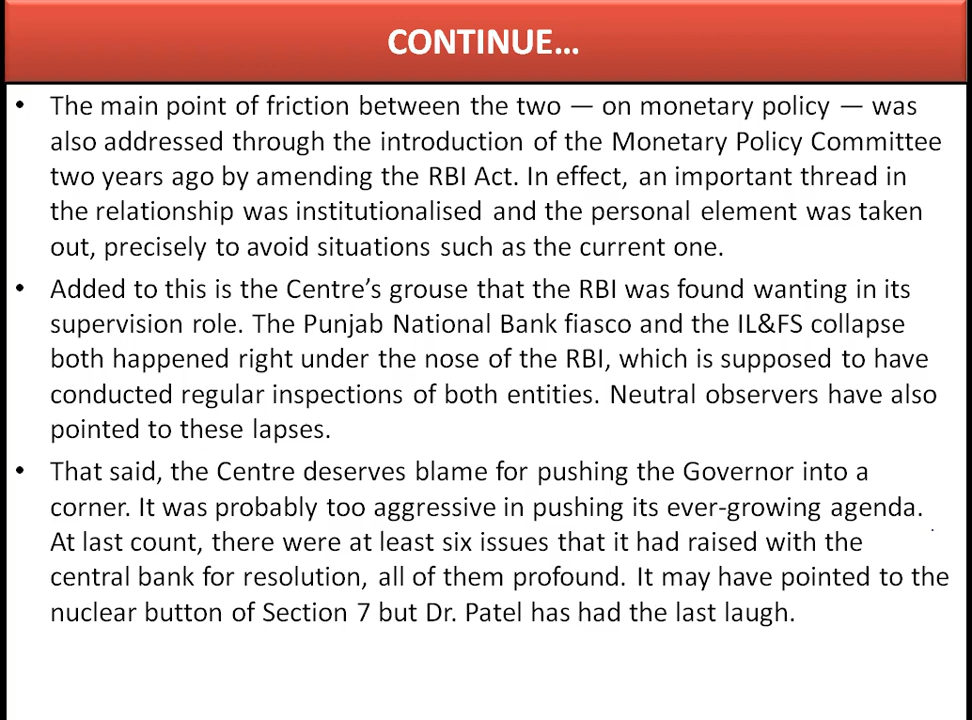 CONTINUE...
• The main point of friction between the two — on monetary policy — was
also addressed through the introduction of the Monetary Policy Committee
two years ago by amending the RBI Act. In effect, an important thread in
the relationship was institutionalised and the personal element was taken
out, precisely to avoid situations such as the current one.
• Added to this is the Centre's grouse that the RBI was found wanting in its
supervision role. The Punjab National Bank fiasco and the IL&FS collapse
both happened right under the nose of the RBI, which is supposed to have
conducted regular inspections of both entities. Neutral observers have also
pointed to these lapses.
• That said, the Centre deserves blame for pushing the Governor into a
corner. It was probably too aggressive in pushing its ever-growing agenda.
At last count, there were at least six issues that it had raised with the
central bank for resolution, all of them profound. It may have pointed to the
nuclear button of Section 7 but Dr. Patel has had the last laugh.